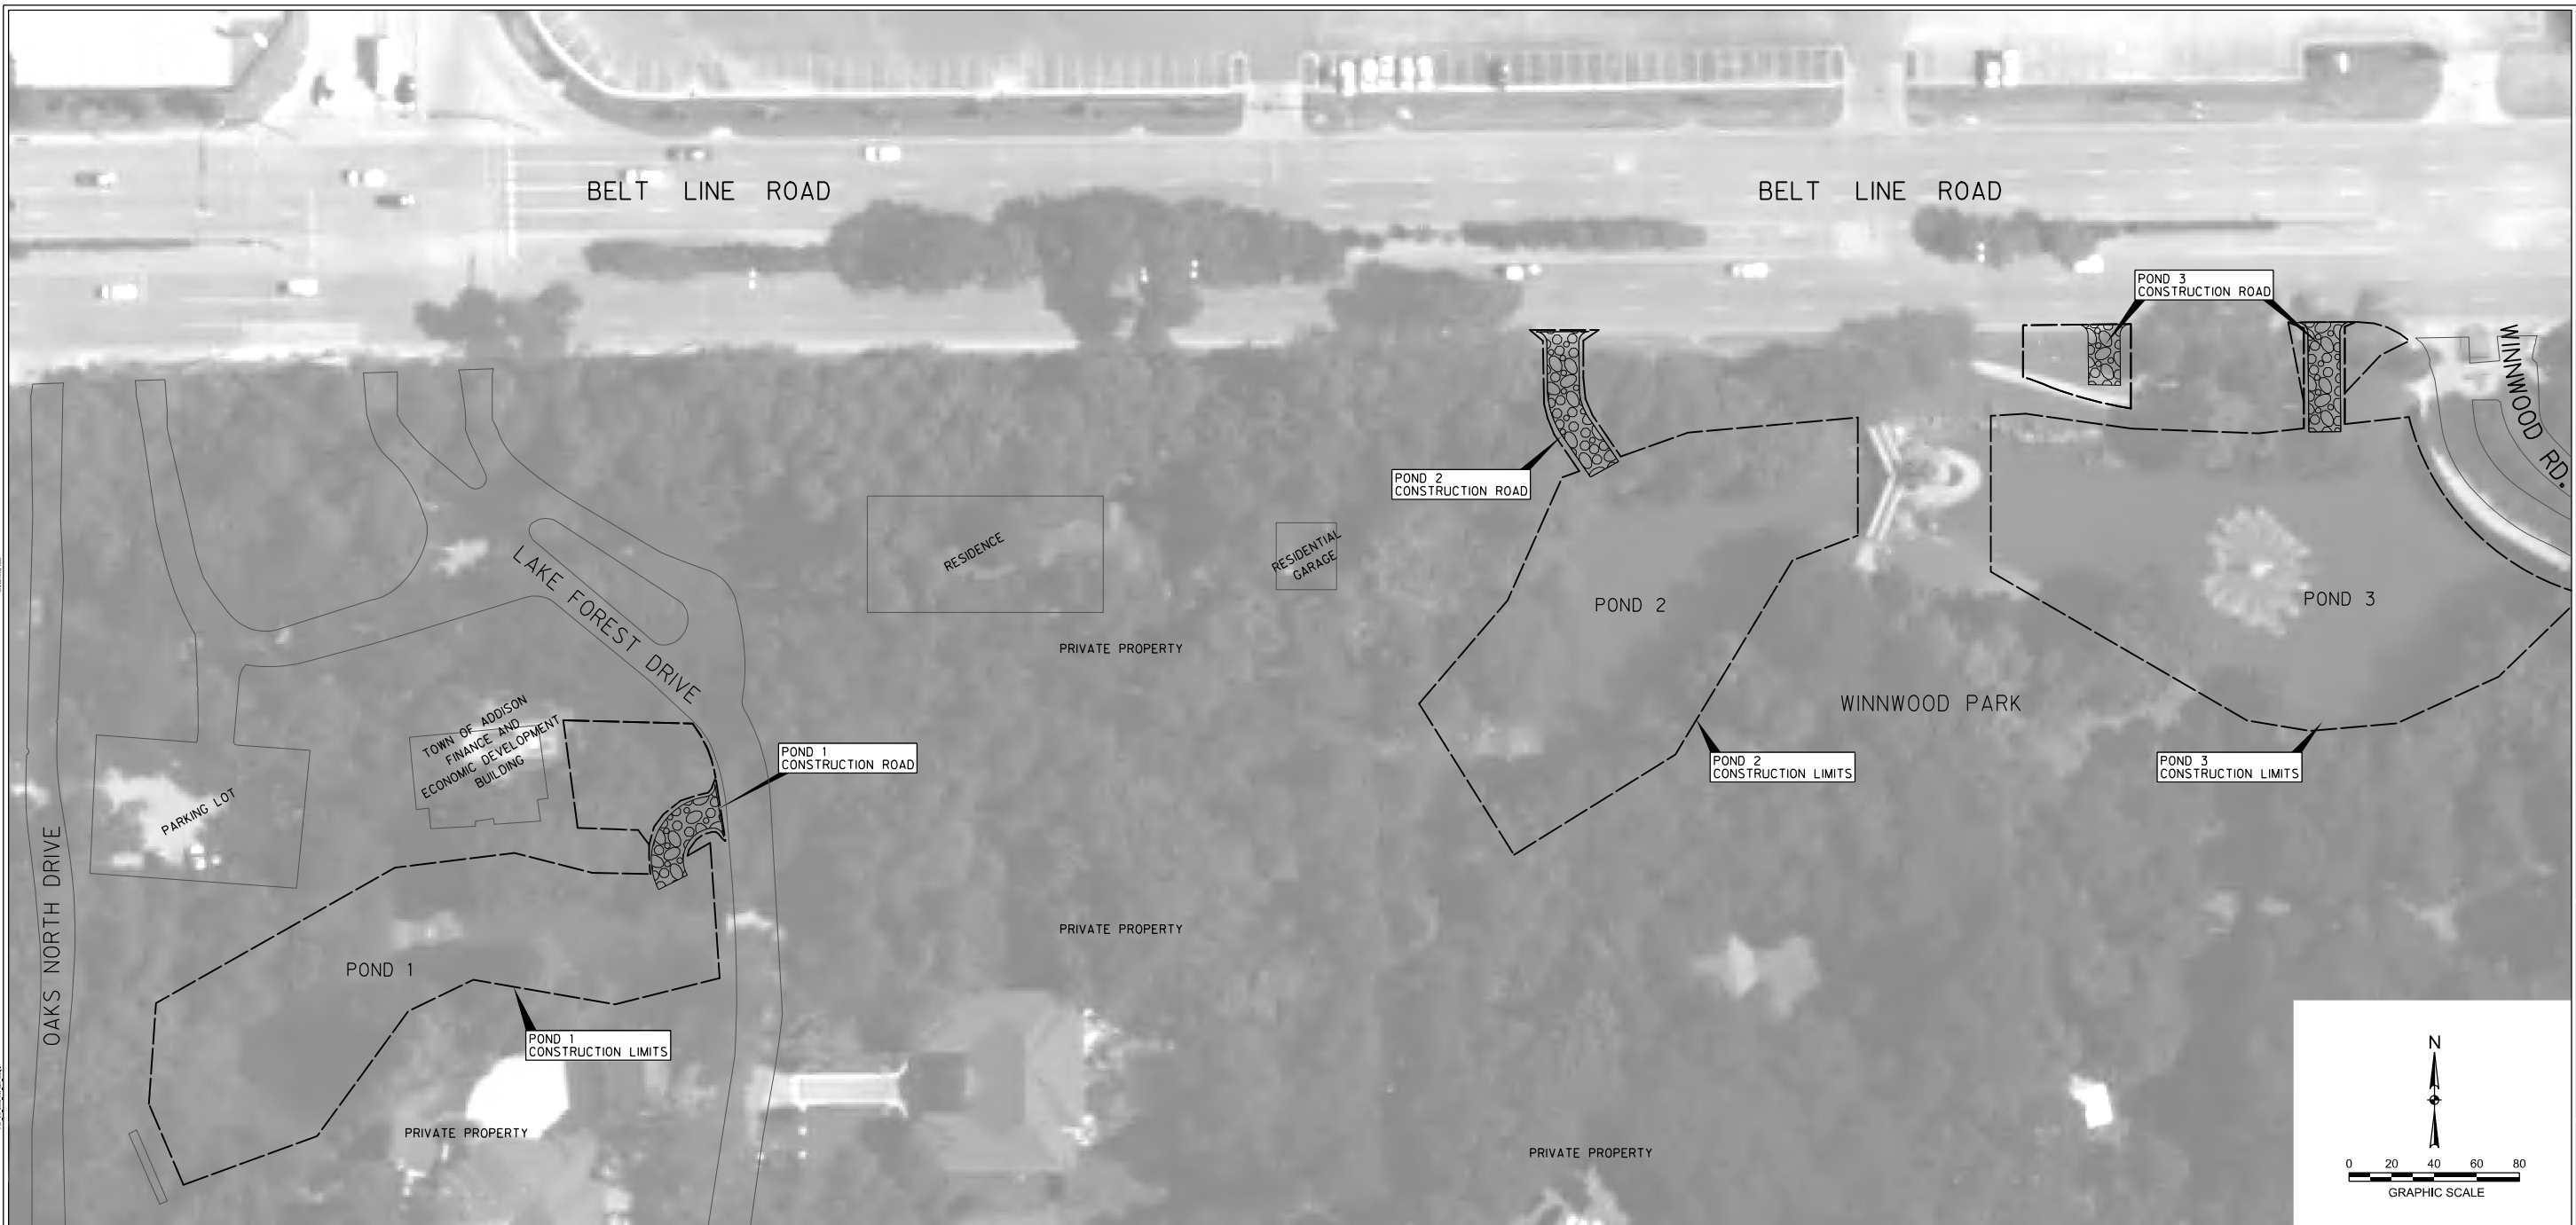 BELT LINE ROAD
BELT LINE ROAD
POND 3
CONSTRUCTION ROAD
WINNWOOD RD.
POND 2
CONSTRUCTION ROAD
RESIDENCE
RESIDENTIAL
GARAGE
LAKE FOREST DRIVE
POND 2
POND 3
PRIVATE PROPERTY
WINNWOOD PARK
TOWN OF ADDISON
FINANCE AND
ECONOMIC DEVELOPMENT
BUILDING
POND 1
CONSTRUCTION ROAD
POND 2
CONSTRUCTION LIMITS
POND 3
CONSTRUCTION LIMITS
PARKING LOT
OAKS NORTH DRIVE
PRIVATE PROPERTY
POND 1
POND 1
CONSTRUCTION LIMITS
PRIVATE PROPERTY
PRIVATE PROPERTY
N
0 20 40 60 80
GRAPHIC SCALE